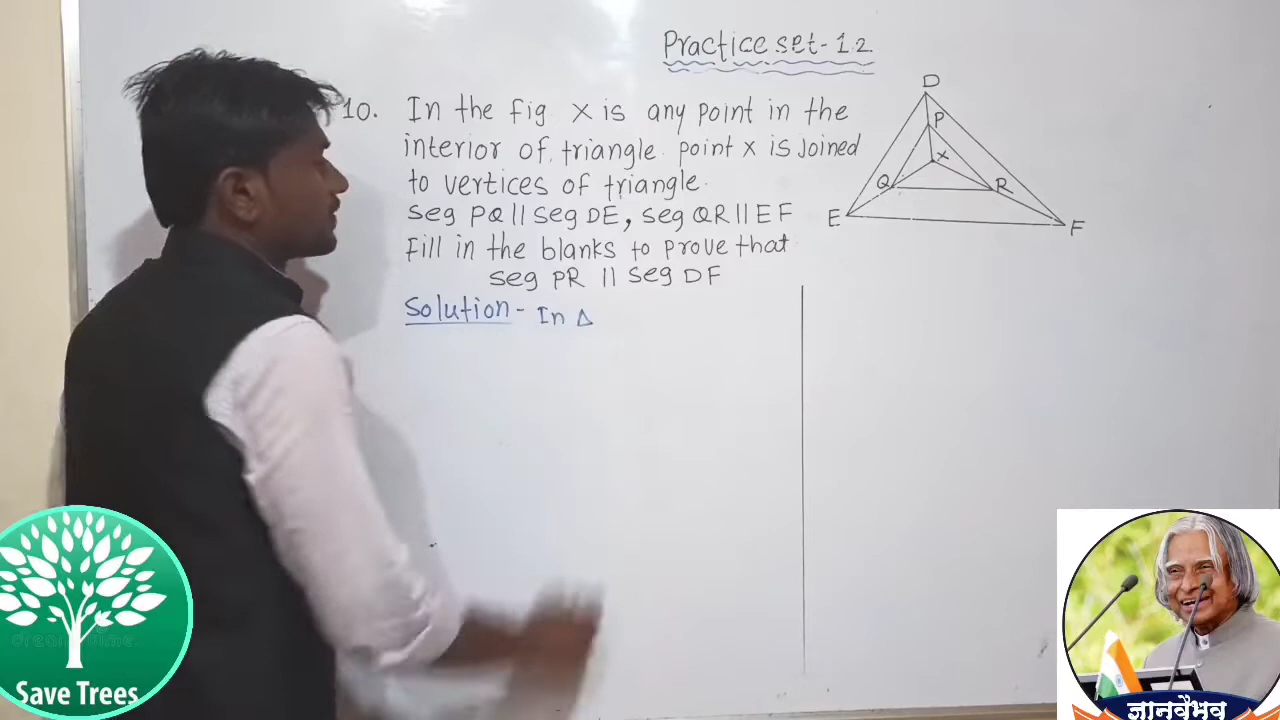 Practice set-1.2
10. In the fig X is any point in the
interior of triangle. point X is joined
to vertices of triangle.
seg PQ || seg DE, seg QR || EF
Fill in the blanks to prove that
seg PR || seg DF
Solution - In Δ
D
P
X
Q
R
E
F
dreamstime
Save Trees
ज्ञानवैभव